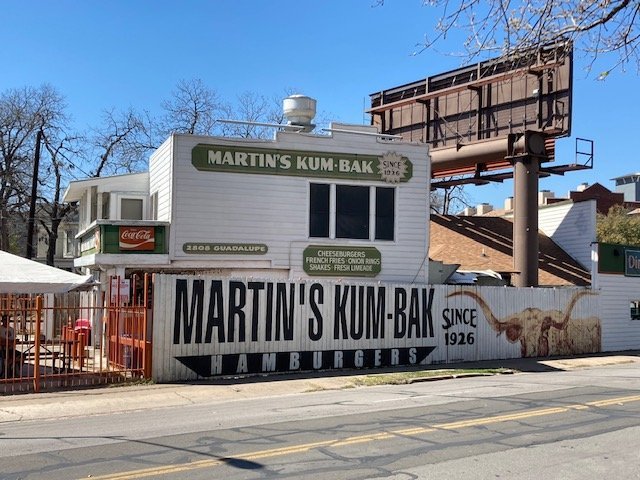 MARTIN'S KUM-BAK
SINCE
1926
Coca-Cola
2808 GUADALUPE
CHEESEBURGERS
FRENCH FRIES · ONION RINGS
SHAKES · FRESH LIMEADE
MARTIN'S KUM-BAK
HAMBURGERS
SINCE
1926